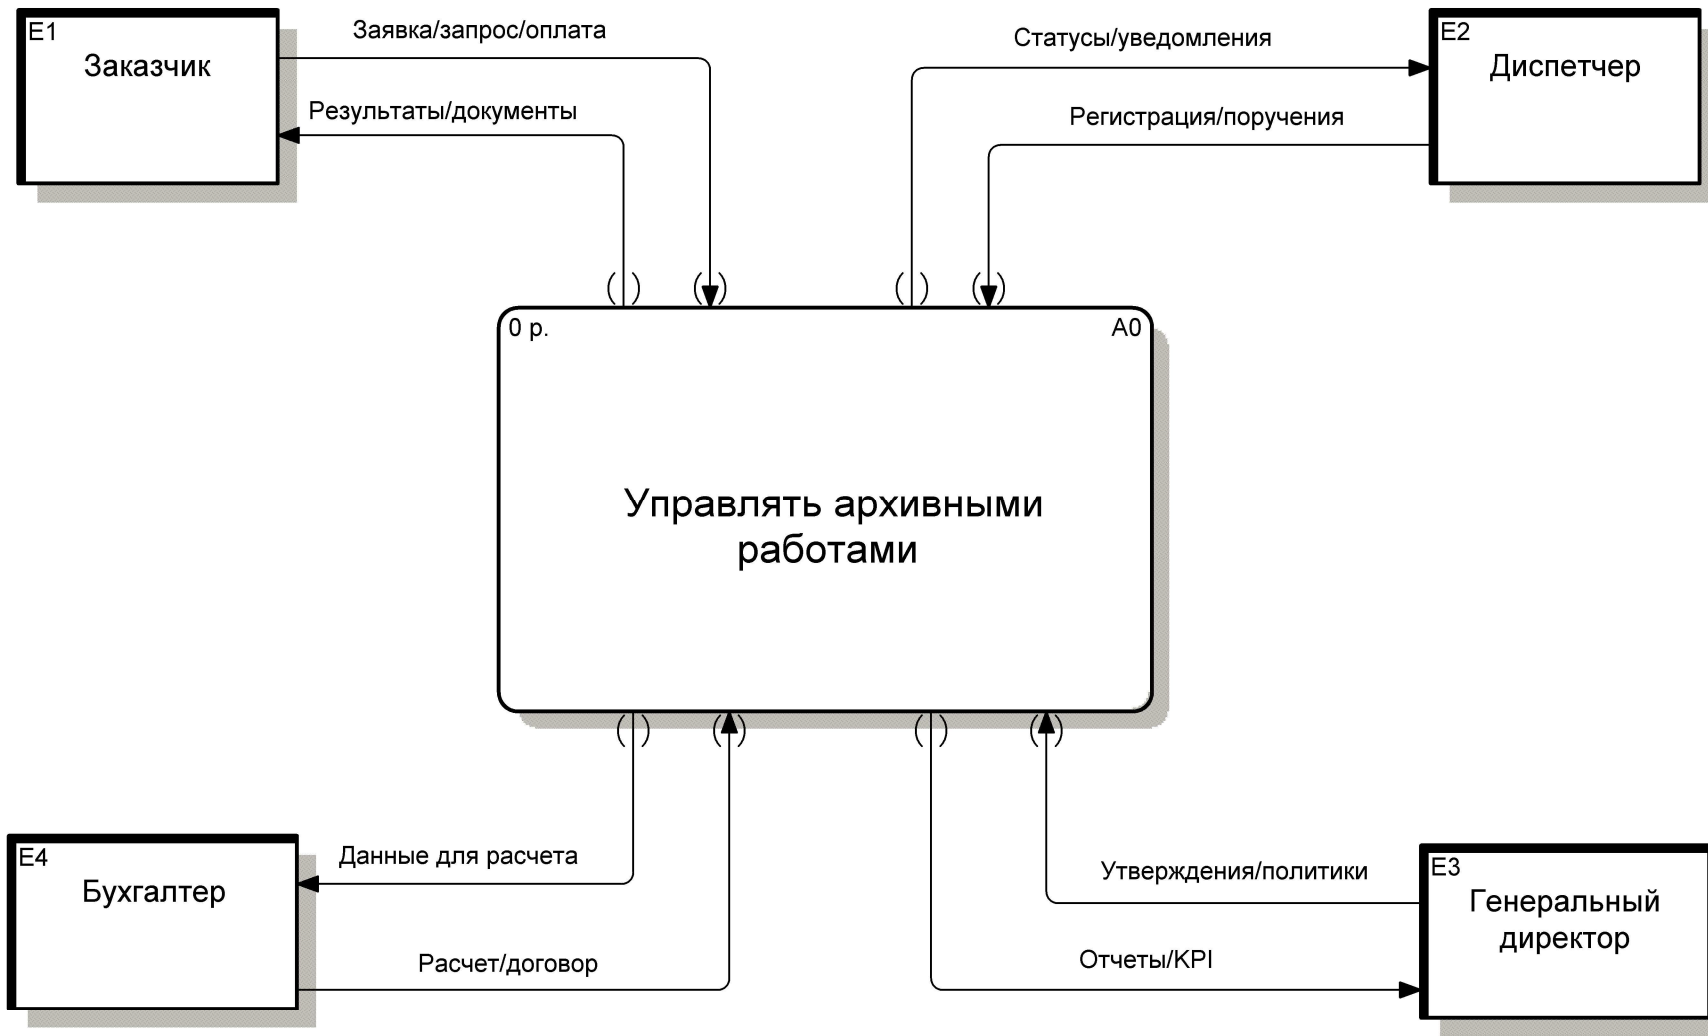 E1
Заказчик
Заявка/запрос/оплата
Результаты/документы
Статусы/уведомления
Регистрация/поручения
E2
Диспетчер
0 р.
A0
Управлять архивными
работами
E4
Бухгалтер
Данные для расчета
Расчет/договор
Утверждения/политики
Отчеты/KPI
E3
Генеральный
директор